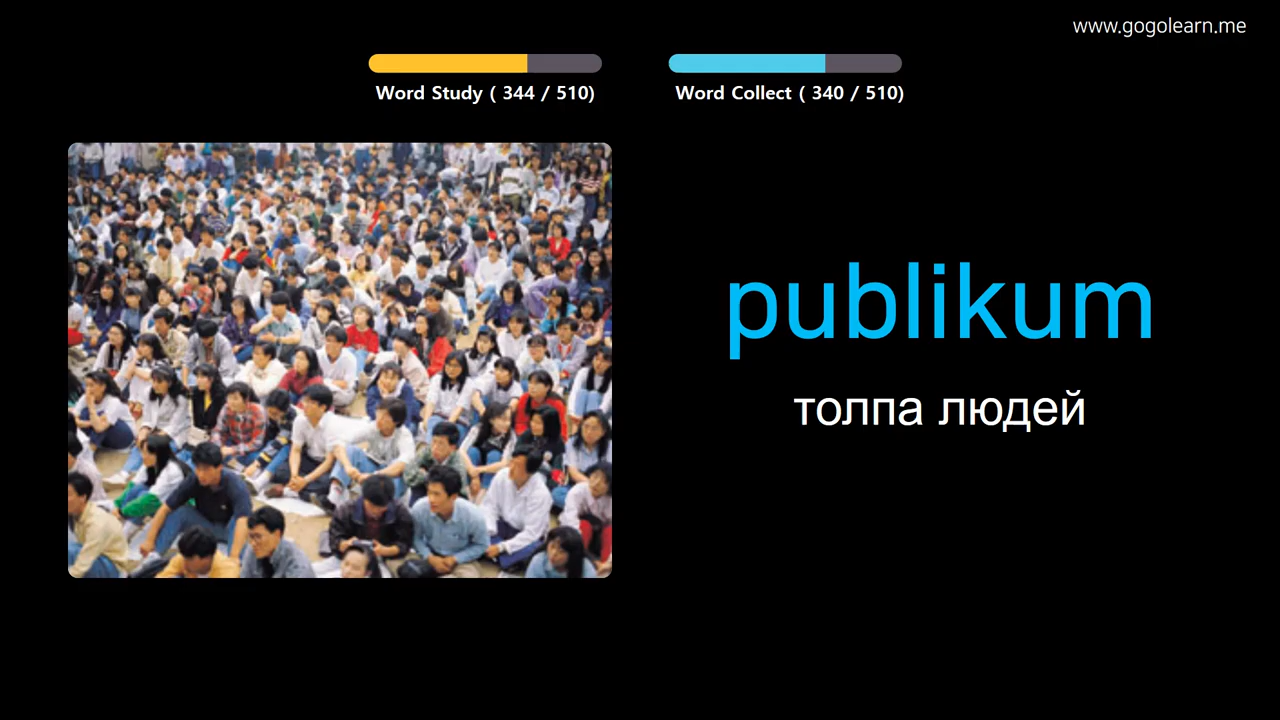 www.gogolearn.me
Word Study ( 344 / 510)
Word Collect ( 340 / 510)
publikum
толпа людей